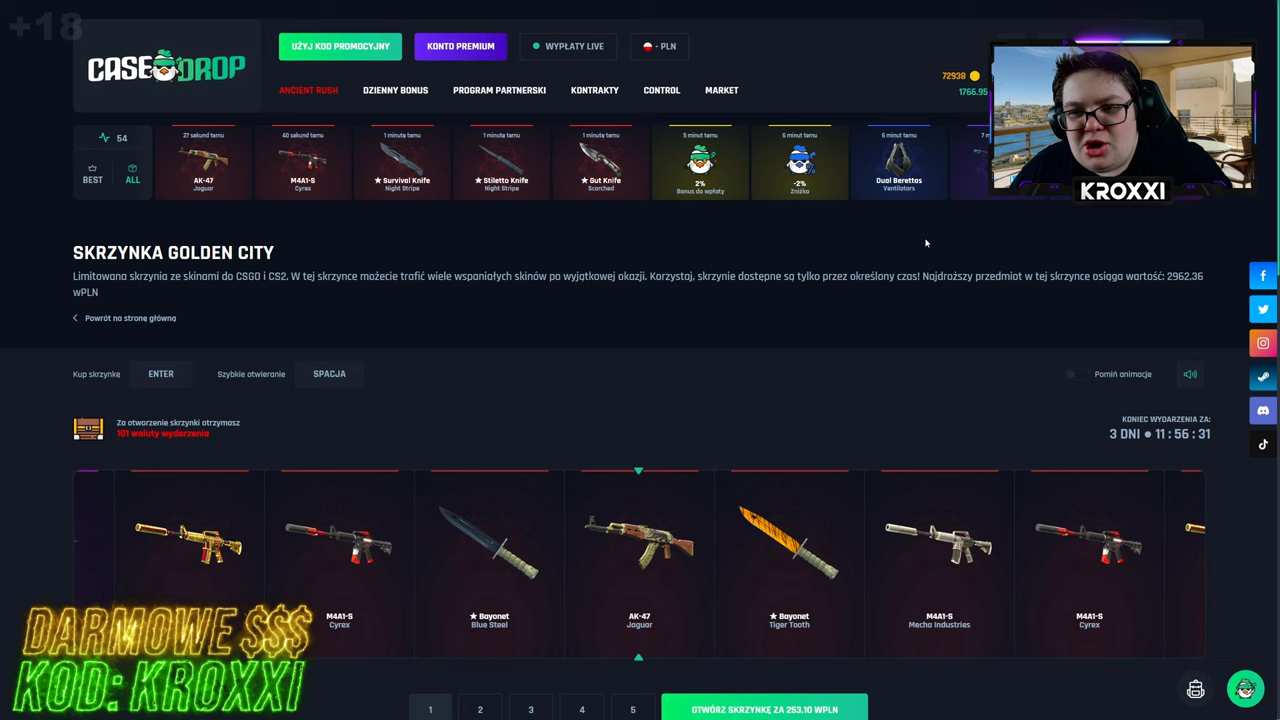 +18
CASE DROP
UŻYJ KOD PROMOCYJNY
KONTO PREMIUM
WYPŁATY LIVE
- PLN
ANCIENT RUSH
DZIENNY BONUS
PROGRAM PARTNERSKI
KONTRAKTY
CONTROL
MARKET
72938
1766.95
KROXXI
54
BEST
ALL
27 sekund temu
AK-47
Jaguar
40 sekund temu
M4A1-S
Cyrex
1 minutę temu
★ Survival Knife
Night Stripe
1 minutę temu
★ Stiletto Knife
Night Stripe
1 minutę temu
★ Gut Knife
Scorched
5 minut temu
2%
Bonus do wpłaty
6 minut temu
-2%
Zniżka
6 minut temu
Dual Berettas
Ventilators
SKRZYNKA GOLDEN CITY
Limitowana skrzynia ze skinami do CSGO i CS2. W tej skrzynce możecie trafić wiele wspaniałych skinów po wyjątkowej okazji. Korzystaj, skrzynie dostępne są tylko przez określony czas! Najdroższy przedmiot w tej skrzynce osiąga wartość: 2962.36
wPLN
Powrót na stronę główną
Kup skrzynkę
ENTER
Szybkie otwieranie
SPACJA
Pomiń animacje
Za otworzenie skrzynki otrzymasz
101 waluty wydarzenia
KONIEC WYDARZENIA ZA:
3 DNI ● 11 : 56 : 31
M4A1-S
Cyrex
★ Bayonet
Blue Steel
AK-47
Jaguar
★ Bayonet
Tiger Tooth
M4A1-S
Mecha Industries
M4A1-S
Cyrex
DARMOWE $$$
KOD: KROXXI
1
2
3
4
5
OTWÓRZ SKRZYNKĘ ZA 253.10 WPLN